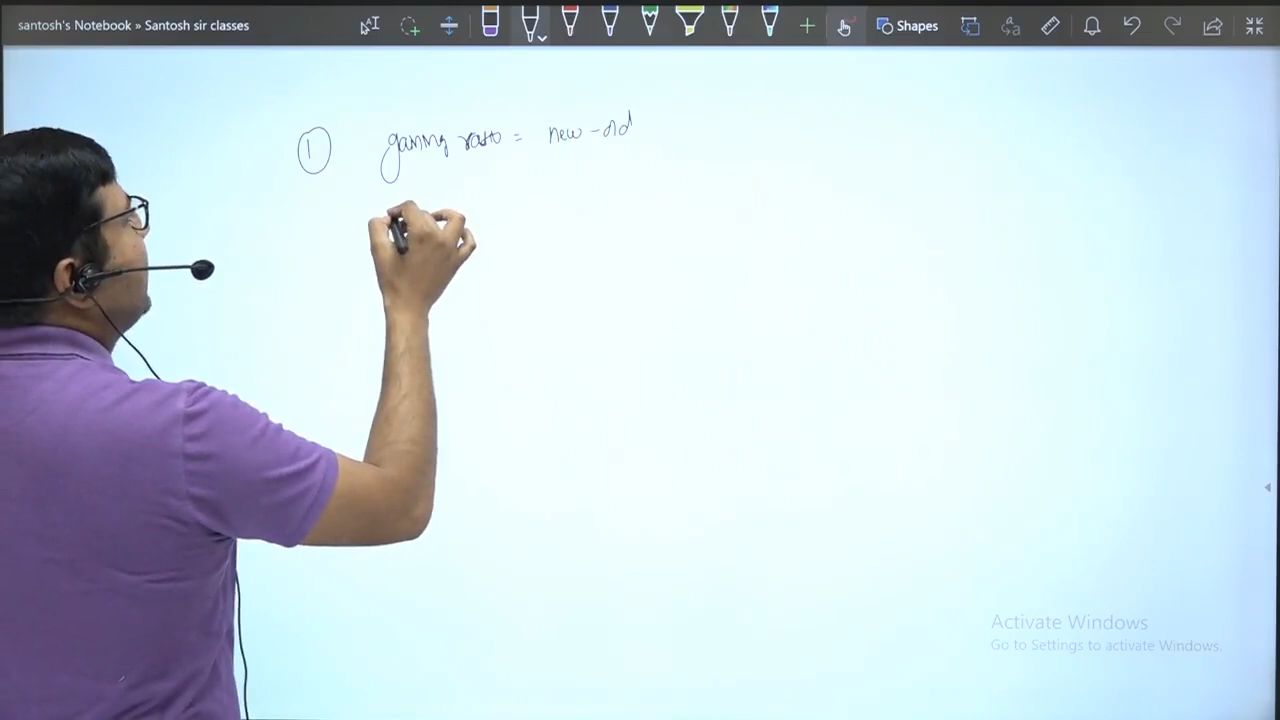 santosh's Notebook » Santosh sir classes
Shapes
① gaining ratio = new - old
Activate Windows
Go to Settings to activate Windows.